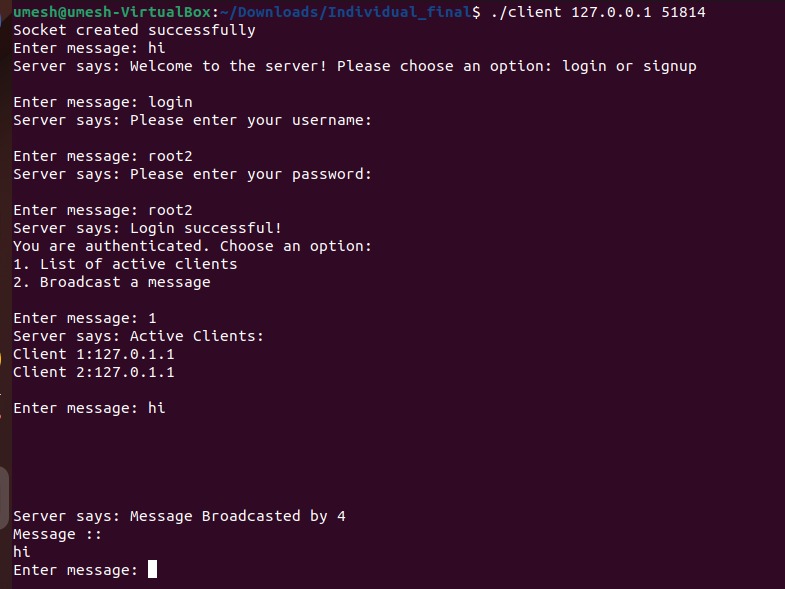 umesh@umesh-VirtualBox:~/Downloads/Individual_final$ ./client 127.0.0.1 51814
Socket created successfully
Enter message: hi
Server says: Welcome to the server! Please choose an option: login or signup
Enter message: login
Server says: Please enter your username:
Enter message: root2
Server says: Please enter your password:
Enter message: root2
Server says: Login successful!
You are authenticated. Choose an option:
1. List of active clients
2. Broadcast a message
Enter message: 1
Server says: Active Clients:
Client 1:127.0.1.1
Client 2:127.0.1.1
Enter message: hi
Server says: Message Broadcasted by 4
Message ::
hi
Enter message: